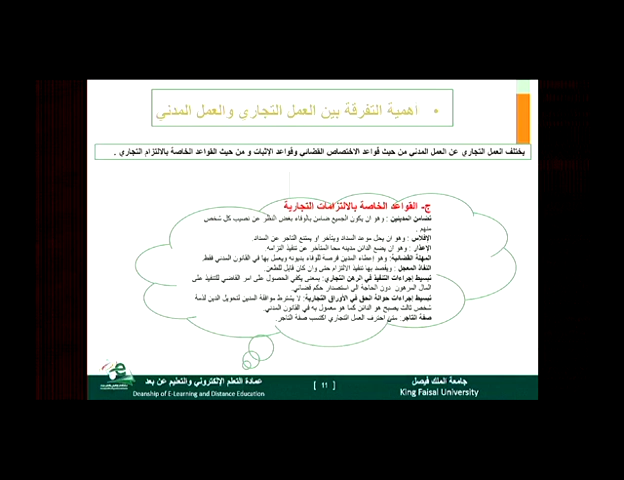 • اهمية التفرقة بين العمل التجاري والعمل المدني
يختلف العمل التجاري عن العمل المدني من حيث قواعد الاختصاص القضائي وقواعد الإثبات و من حيث القواعد الخاصة بالالتزام التجاري .
ج- القواعد الخاصة بالالتزامات التجارية
تضامن المدينين : وهو ان يكون الجميع ضامن بالوفاء بغض النظر عن نصيب كل شخص
منهم .
الإفلاس : وهو ان يحل موعد السداد ويتأخر او يمتنع التاجر عن السداد
الإعذار : وهو ان يضع الدائن مدينه محل المتأخر عن تنفيذ التزامه
المهلة القضائية: وهو إعطاء المدين فرصة للوفاء بديونه ويعمل بها في القانون المدني فقط.
النفاذ المعجل : ويقصد بها تنفيذ الالتزام حتى وان كان قابل للطعن.
تبسيط إجراءات التنفيذ في الرهن التجاري: بمعنى يكفي الحصول على امر القاضي للتنفيذ على
المال المرهون دون الحاجة الى استصدار حكم قضائي.
تبسيط إجراءات حوالة الحق في الأوراق التجارية: لا يشترط موافقة المدين لتحويل الدين لذمة
شخص ثالث يصبح هو الدائن كما هو معمول به في القانون المدني.
صفة التاجر: متى احترف العمل التجاري اكتسب صفة التاجر.
جامعة الملك فيصل
King Faisal University
[ 11 ]
عمادة التعلم الإلكتروني والتعليم عن بعد
Deanship of E-Learning and Distance Education